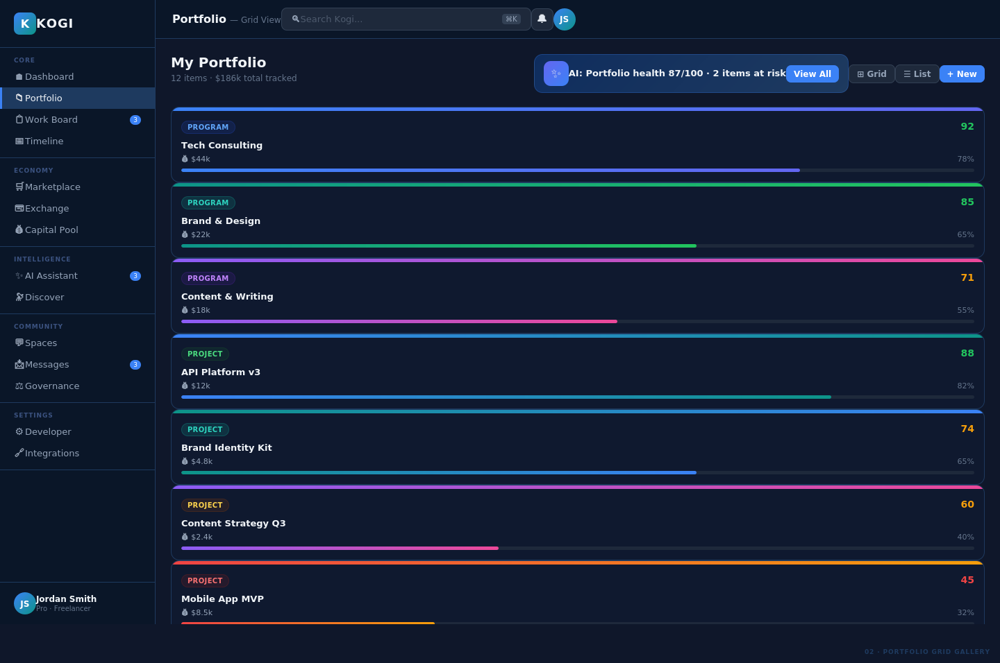 K KOGI
CORE
Dashboard
Portfolio
Work Board 3
Timeline
ECONOMY
Marketplace
Exchange
Capital Pool
INTELLIGENCE
AI Assistant 3
Discover
COMMUNITY
Spaces
Messages 3
Governance
SETTINGS
Developer
Integrations
JS Jordan Smith
Pro · Freelancer
Portfolio — Grid View Search Kogi... ⌘K JS
My Portfolio
12 items · $186k total tracked
AI: Portfolio health 87/100 · 2 items at risk View All ⊞ Grid ☰ List + New
PROGRAM 92
Tech Consulting
$44k 78%
PROGRAM 85
Brand & Design
$22k 65%
PROGRAM 71
Content & Writing
$18k 55%
PROJECT 88
API Platform v3
$12k 82%
PROJECT 74
Brand Identity Kit
$4.8k 65%
PROJECT 60
Content Strategy Q3
$2.4k 40%
PROJECT 45
Mobile App MVP
$8.5k 32%
02 · PORTFOLIO GRID GALLERY